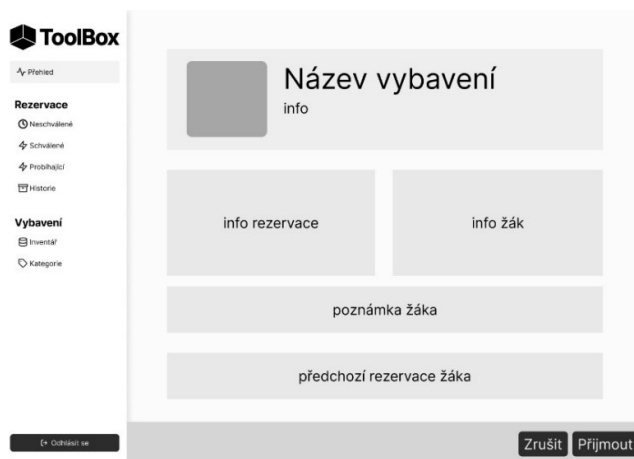 ToolBox
Přehled
Rezervace
Neschválené
Schválené
Probíhající
Historie
Vybavení
Inventář
Kategorie
Odhlásit se
Název vybavení
info
info rezervace
info žák
poznámka žáka
předchozí rezervace žáka
Zrušit
Přijmout